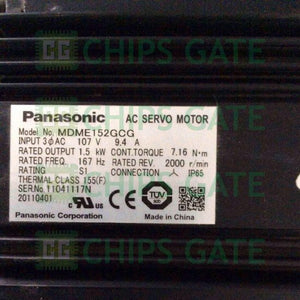 CHIPS GATE
Panasonic AC SERVO MOTOR
Model No. MDME152GCG
INPUT 3ϕAC 107 V 9.4 A
RATED OUTPUT 1.5 kW CONT.TORQUE 7.16 N·m
RATED FREQ. 167 Hz RATED REV. 2000 r/min
RATING S1 CONNECTION 人 IP65
THERMAL CLASS 155(F)
SER.No. 11041117N
20110401
Panasonic Corporation Made in China
CHIPS GATE